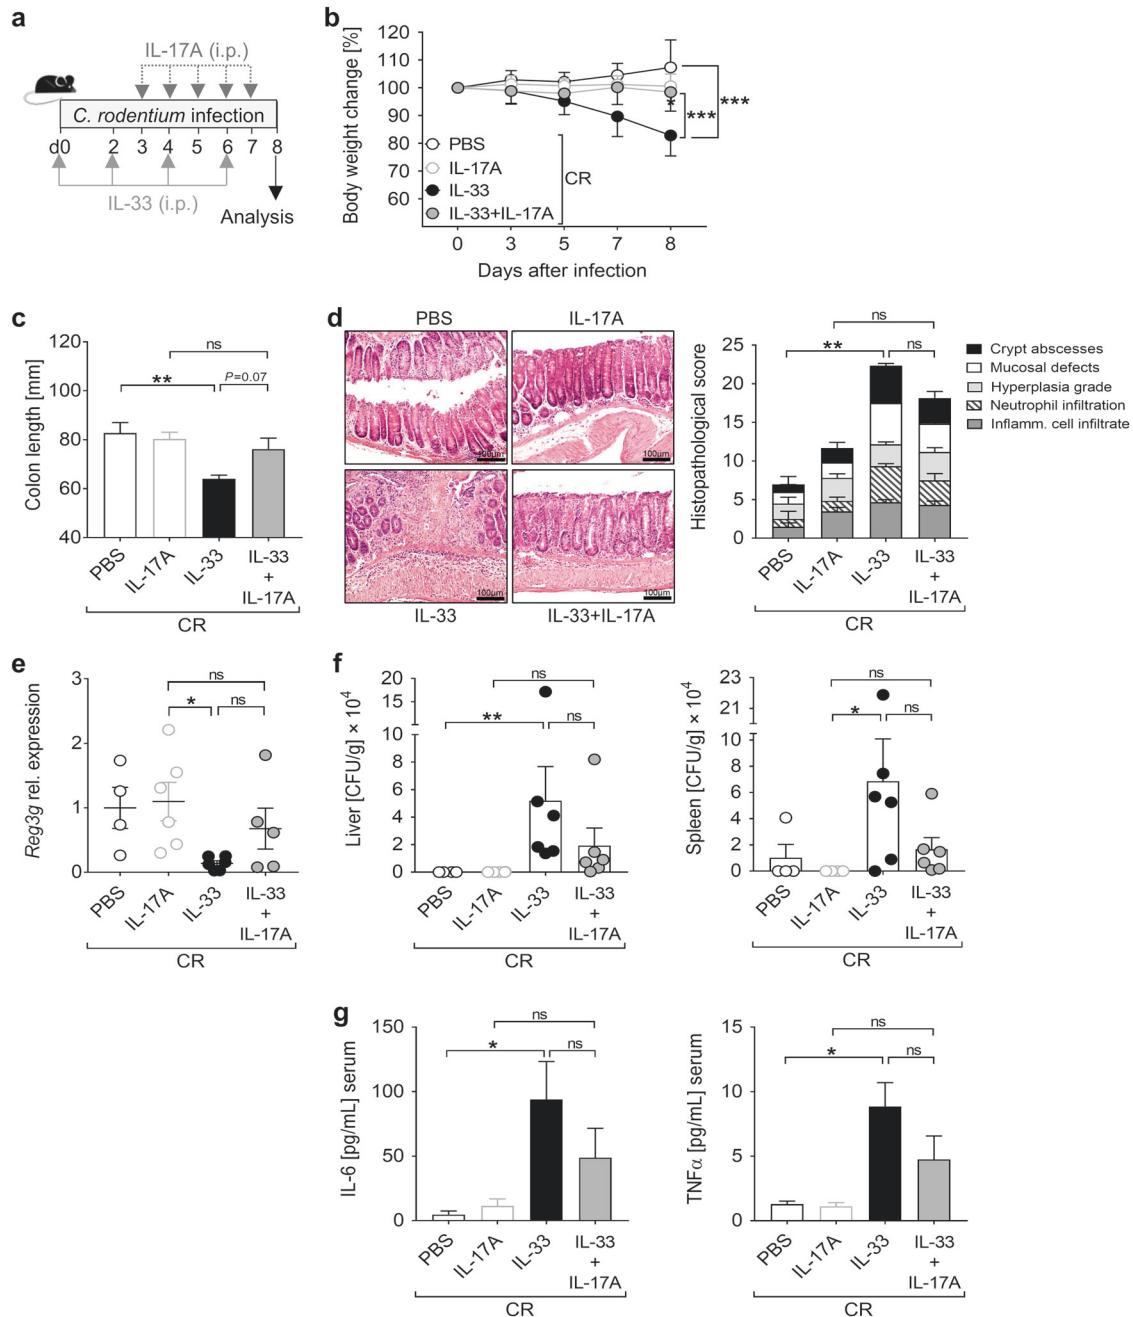 a
IL-17A (i.p.)
C. rodentium infection
d0 2 3 4 5 6 7 8
IL-33 (i.p.)
Analysis
b
Body weight change [%]
120
110
100
90
80
70
60
PBS
IL-17A
IL-33
IL-33+IL-17A
CR
*
***
***
0 3 5 7 8
Days after infection
c
Colon length [mm]
120
100
80
60
40
ns
**
P=0.07
PBS
IL-17A
IL-33
IL-33
+
IL-17A
CR
d
PBS
IL-17A
100µm
100µm
100µm
100µm
IL-33
IL-33+IL-17A
Histopathological score
25
20
15
10
5
0
ns
**
ns
Crypt abscesses
Mucosal defects
Hyperplasia grade
Neutrophil infiltration
Inflamm. cell infiltrate
PBS
IL-17A
IL-33
IL-33
+
IL-17A
CR
e
Reg3g rel. expression
3
2
1
0
ns
*
ns
PBS
IL-17A
IL-33
IL-33
+
IL-17A
CR
f
Liver [CFU/g] × 10⁴
20
15
10
8
6
4
2
0
ns
**
ns
PBS
IL-17A
IL-33
IL-33
+
IL-17A
CR
Spleen [CFU/g] × 10⁴
23
21
10
8
6
4
2
0
ns
*
ns
PBS
IL-17A
IL-33
IL-33
+
IL-17A
CR
g
IL-6 [pg/mL] serum
150
100
50
0
ns
*
ns
PBS
IL-17A
IL-33
IL-33
+
IL-17A
CR
TNFα [pg/mL] serum
15
10
5
0
ns
*
ns
PBS
IL-17A
IL-33
IL-33
+
IL-17A
CR